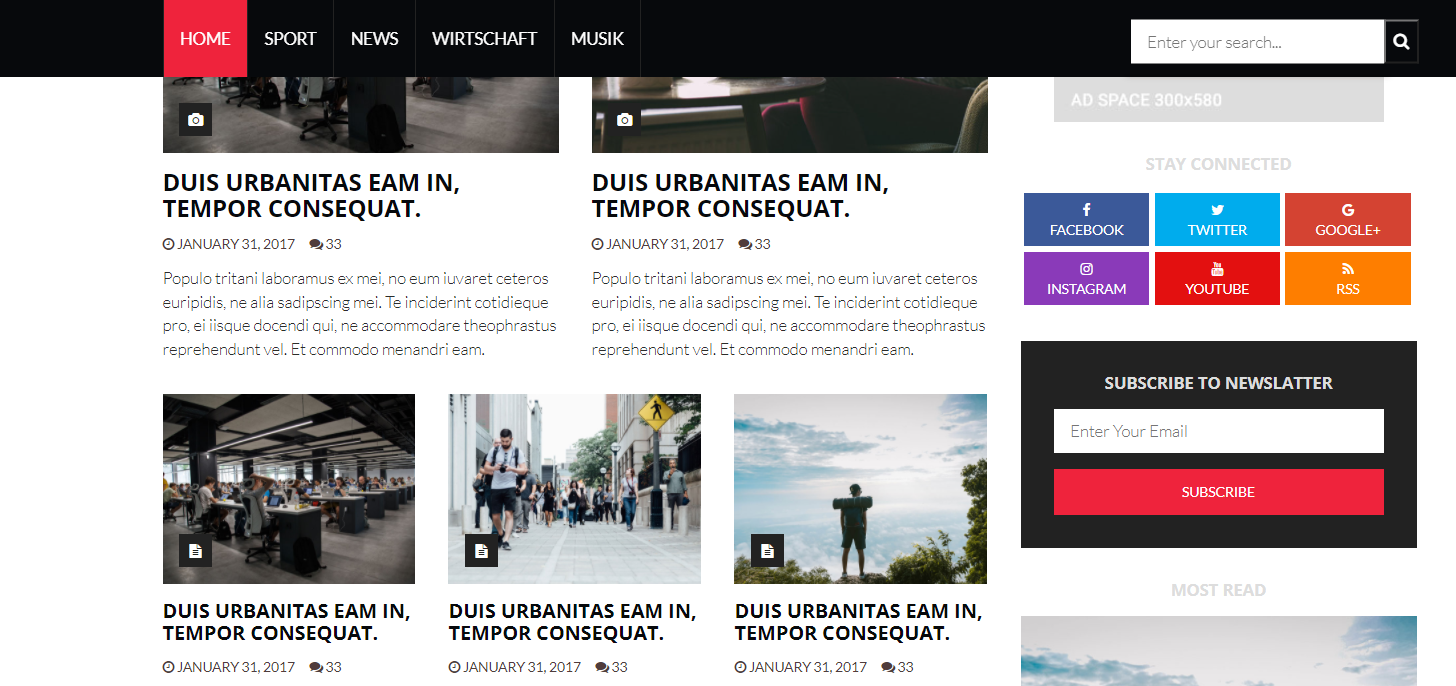 HOME SPORT NEWS WIRTSCHAFT MUSIK
Enter your search...
DUIS URBANITAS EAM IN,
TEMPOR CONSEQUAT.
JANUARY 31, 2017 33
Populo tritani laboramus ex mei, no eum iuvaret ceteros
euripidis, ne alia sadipscing mei. Te inciderint cotidieque
pro, ei iisque docendi qui, ne accommodare theophrastus
reprehendunt vel. Et commodo menandri eam.
DUIS URBANITAS EAM IN,
TEMPOR CONSEQUAT.
JANUARY 31, 2017 33
Populo tritani laboramus ex mei, no eum iuvaret ceteros
euripidis, ne alia sadipscing mei. Te inciderint cotidieque
pro, ei iisque docendi qui, ne accommodare theophrastus
reprehendunt vel. Et commodo menandri eam.
DUIS URBANITAS EAM IN,
TEMPOR CONSEQUAT.
JANUARY 31, 2017 33
DUIS URBANITAS EAM IN,
TEMPOR CONSEQUAT.
JANUARY 31, 2017 33
DUIS URBANITAS EAM IN,
TEMPOR CONSEQUAT.
JANUARY 31, 2017 33
AD SPACE 300x580
STAY CONNECTED
FACEBOOK
TWITTER
GOOGLE+
INSTAGRAM
YOUTUBE
RSS
SUBSCRIBE TO NEWSLATTER
Enter Your Email
SUBSCRIBE
MOST READ